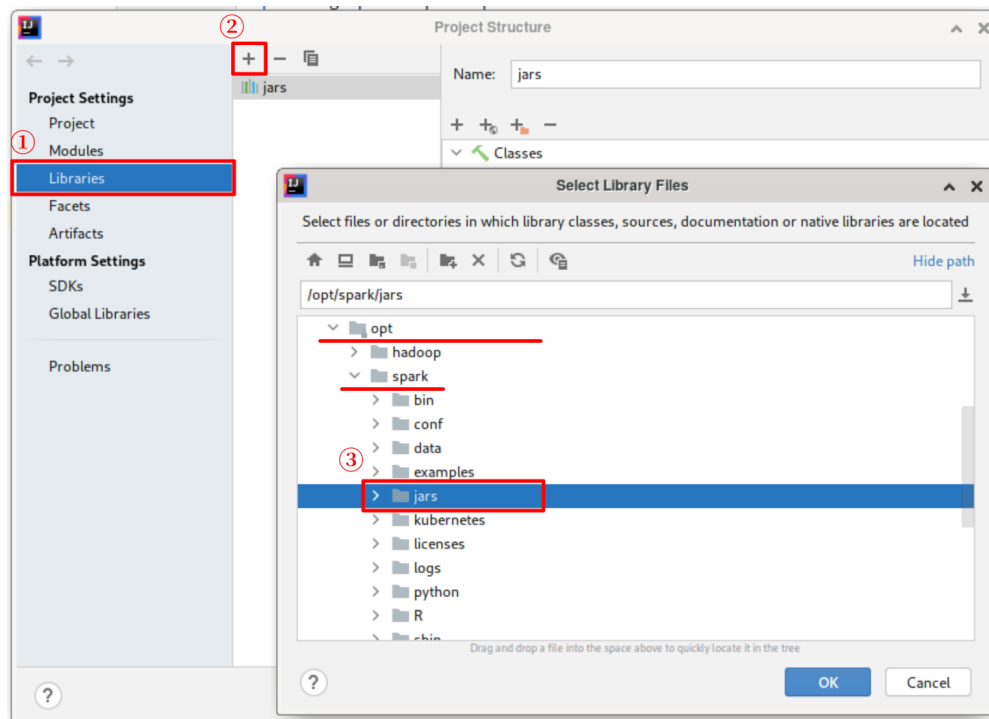 ②
Project Structure
Project Settings
Project
①
Modules
Libraries
Facets
Artifacts
Platform Settings
SDKs
Global Libraries
Problems
jars
Name: jars
Classes
Select Library Files
Select files or directories in which library classes, sources, documentation or native libraries are located
Hide path
/opt/spark/jars
opt
hadoop
spark
bin
conf
data
③
examples
jars
kubernetes
licenses
logs
python
R
sbin
Drag and drop a file into the space above to quickly locate it in the tree
?
OK
Cancel
?